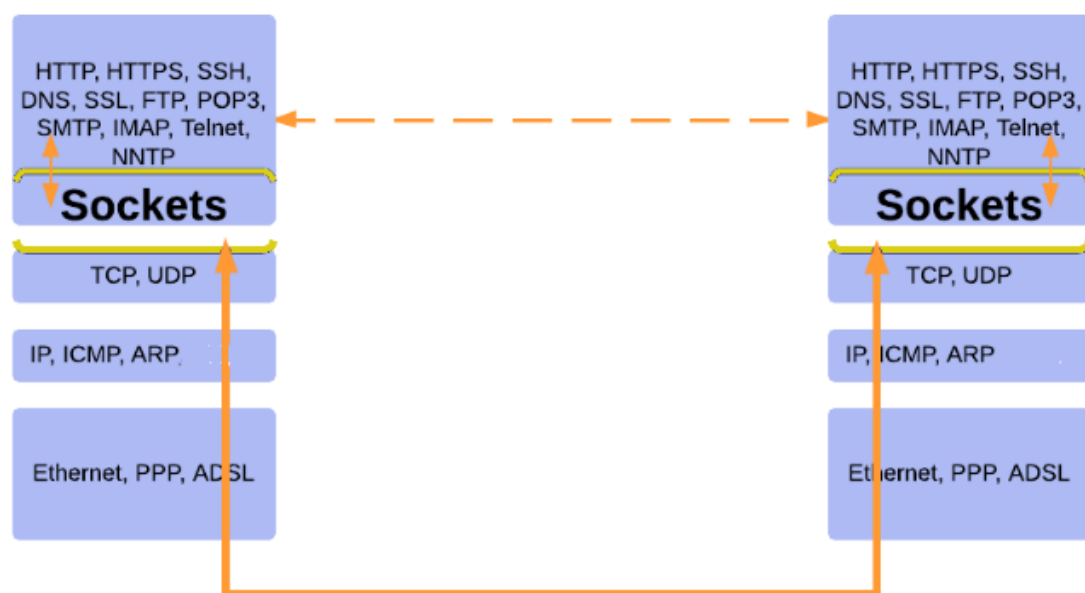 HTTP, HTTPS, SSH,
DNS, SSL, FTP, POP3,
SMTP, IMAP, Telnet,
NNTP
Sockets
TCP, UDP
IP, ICMP, ARP
Ethernet, PPP, ADSL
HTTP, HTTPS, SSH,
DNS, SSL, FTP, POP3,
SMTP, IMAP, Telnet,
NNTP
Sockets
TCP, UDP
IP, ICMP, ARP
Ethernet, PPP, ADSL